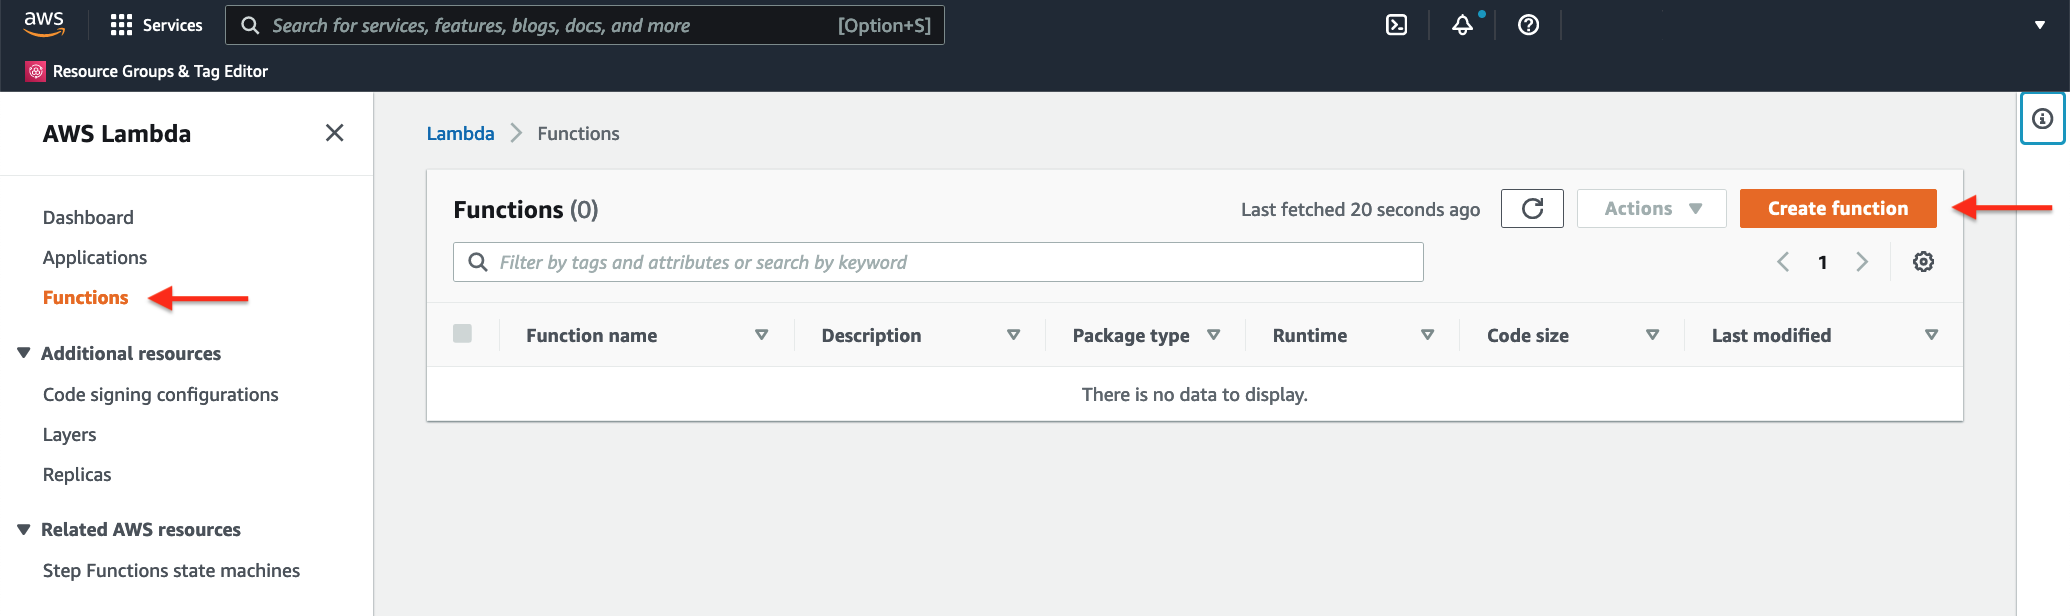 aws Services Search for services, features, blogs, docs, and more [Option+S]
Resource Groups & Tag Editor
AWS Lambda
Dashboard
Applications
Functions
Additional resources
Code signing configurations
Layers
Replicas
Related AWS resources
Step Functions state machines
Lambda Functions
Functions (0) Last fetched 20 seconds ago Actions Create function
Filter by tags and attributes or search by keyword 1
Function name Description Package type Runtime Code size Last modified
There is no data to display.